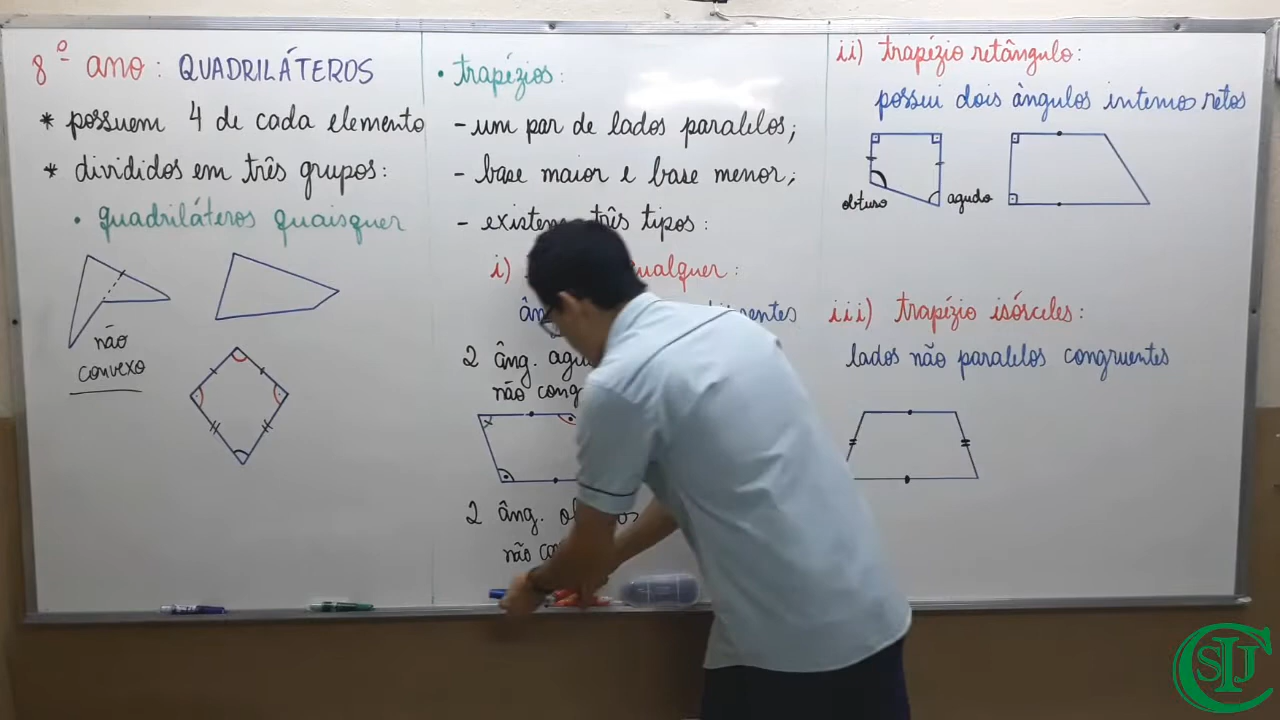 8º ano: QUADRILÁTEROS
* possuem 4 de cada elemento
* divididos em três grupos:
• quadriláteros quaisquer
não
convexo
• trapézios:
- um par de lados paralelos;
- base maior e base menor;
- existem três tipos:
i) qualquer:
2 âng.
não
x
2 âng.
não
ii) trapézio retângulo:
possui dois ângulos internos retos
obtuso
agudo
iii) trapézio isósceles:
lados não paralelos congruentes
CSIJ